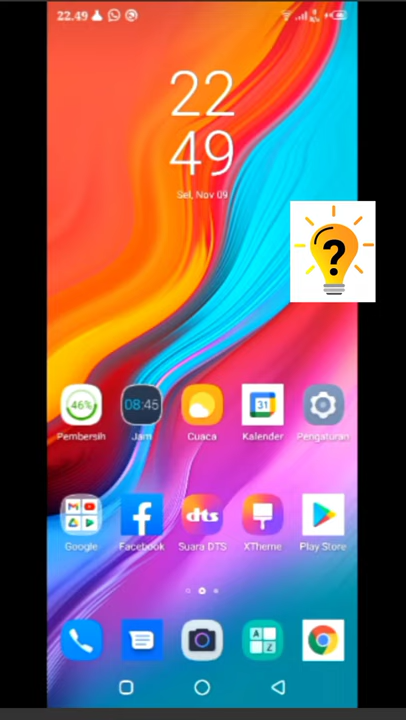 22.49
22
49
Sel, Nov 09
?
46%
08:45
31
Pembersih
Jam
Cuaca
Kalender
Pengaturan
dts
Google
Facebook
Suara DTS
XTheme
Play Store
A
Z